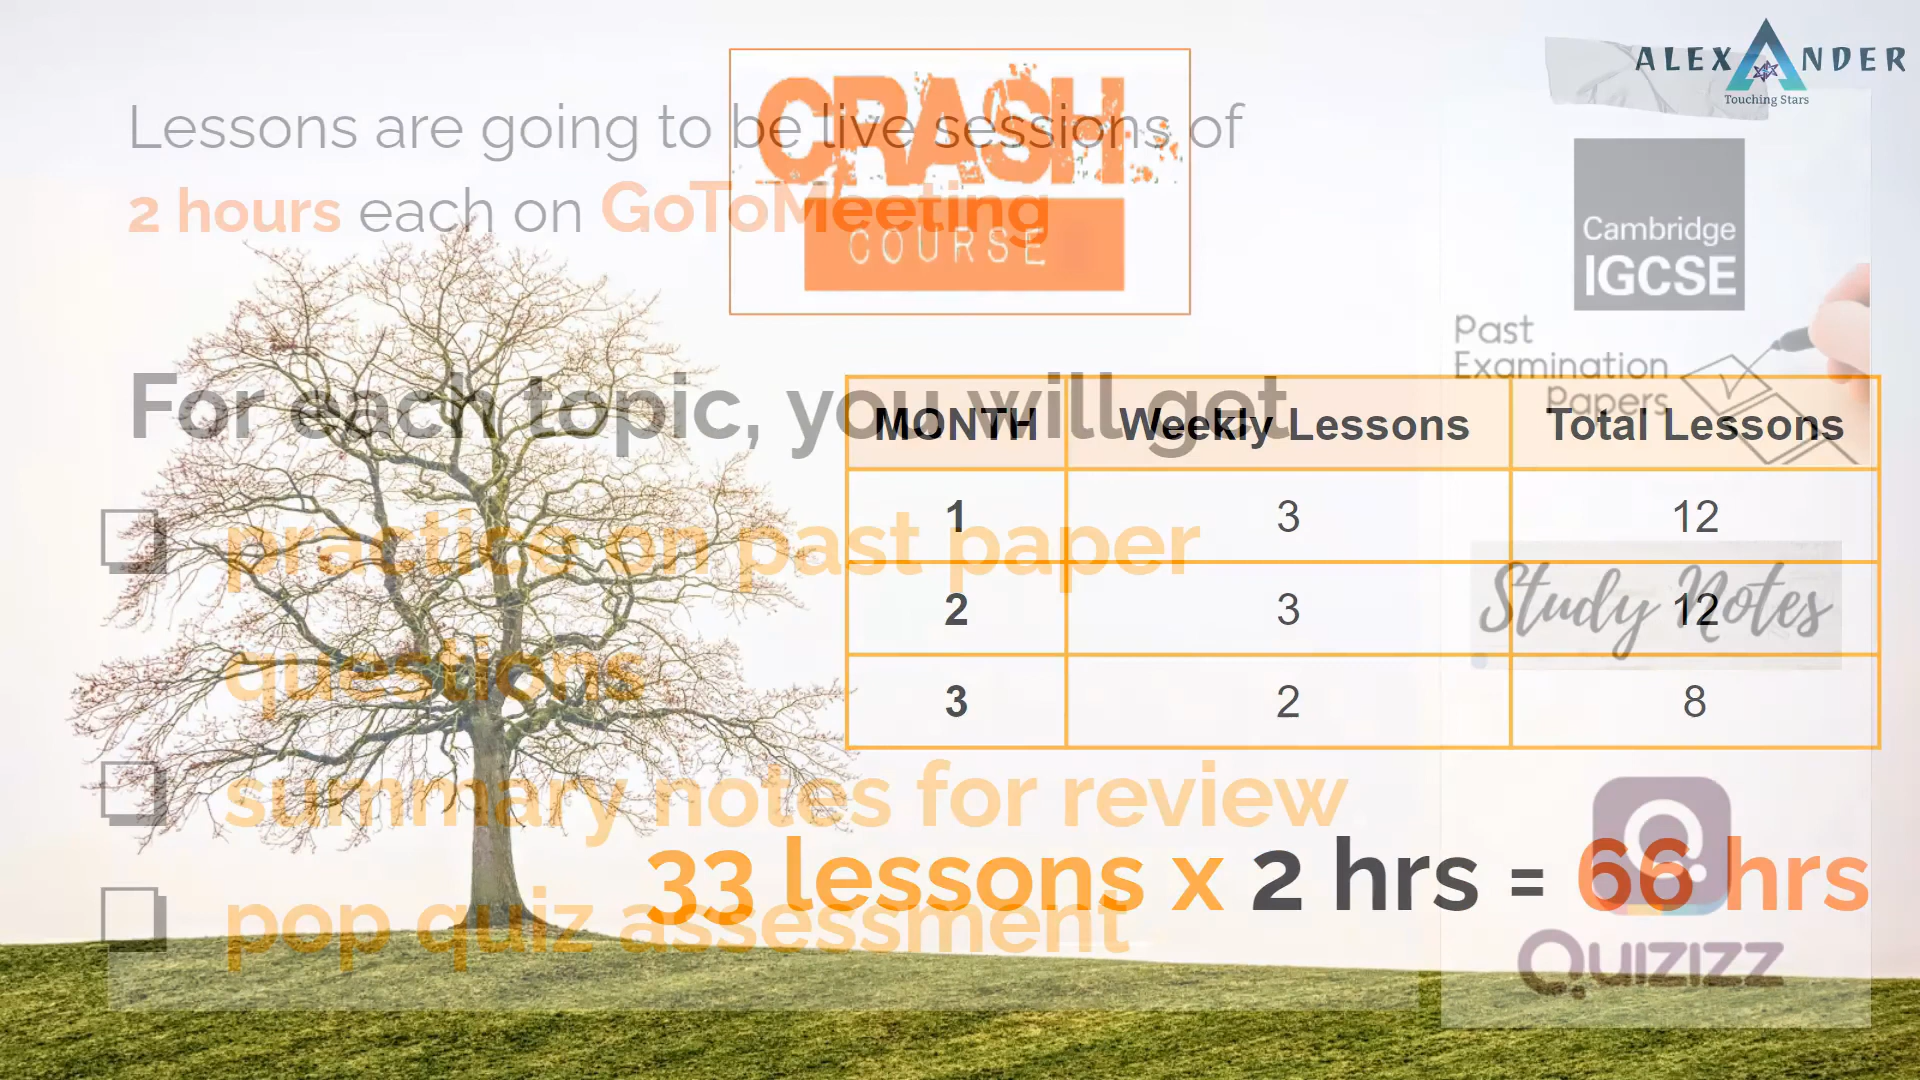 ALEXANDER
Touching Stars
CRASH
COURSE
Lessons are going to be live sessions of
2 hours each on GoToMeeting
Cambridge
IGCSE
Past
Examination
Papers
For each topic, you will get
MONTH Weekly Lessons Total Lessons
1 3 12
2 3 12
3 2 8
practice on past paper
questions
summary notes for review
pop quiz assessment
Study Notes
33 lessons x 2 hrs = 66 hrs
Quizizz